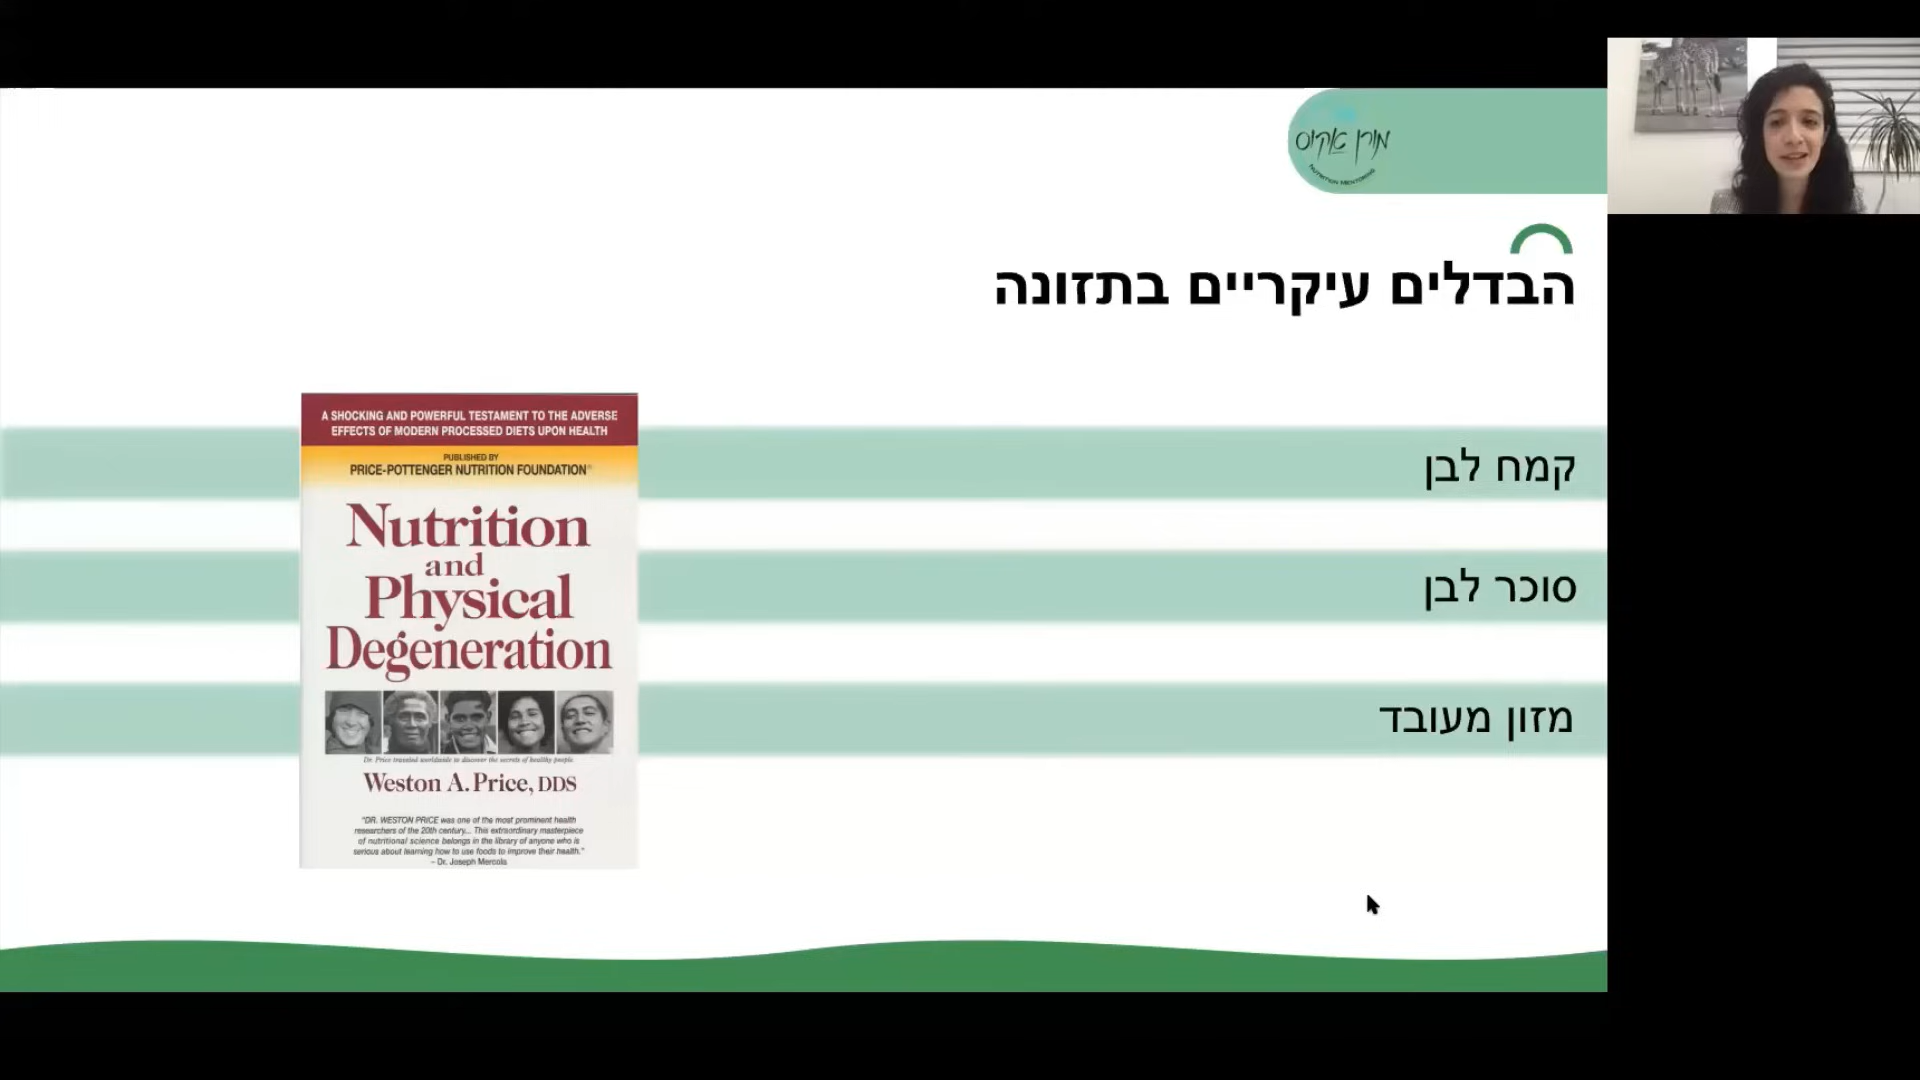 מורן אקוס
NUTRITION MENTORING
הבדלים עיקריים בתזונה
קמח לבן
סוכר לבן
מזון מעובד
A SHOCKING AND POWERFUL TESTAMENT TO THE ADVERSE
EFFECTS OF MODERN PROCESSED DIETS UPON HEALTH
PUBLISHED BY
PRICE-POTTENGER NUTRITION FOUNDATION®
Nutrition
and
Physical
Degeneration
Dr. Price traveled worldwide to discover the secrets of healthy people
Weston A. Price, DDS
"DR. WESTON PRICE was one of the most prominent health
researchers of the 20th century... This extraordinary masterpiece
of nutritional science belongs in the library of anyone who is
serious about learning how to use foods to improve their health."
– Dr. Joseph Mercola